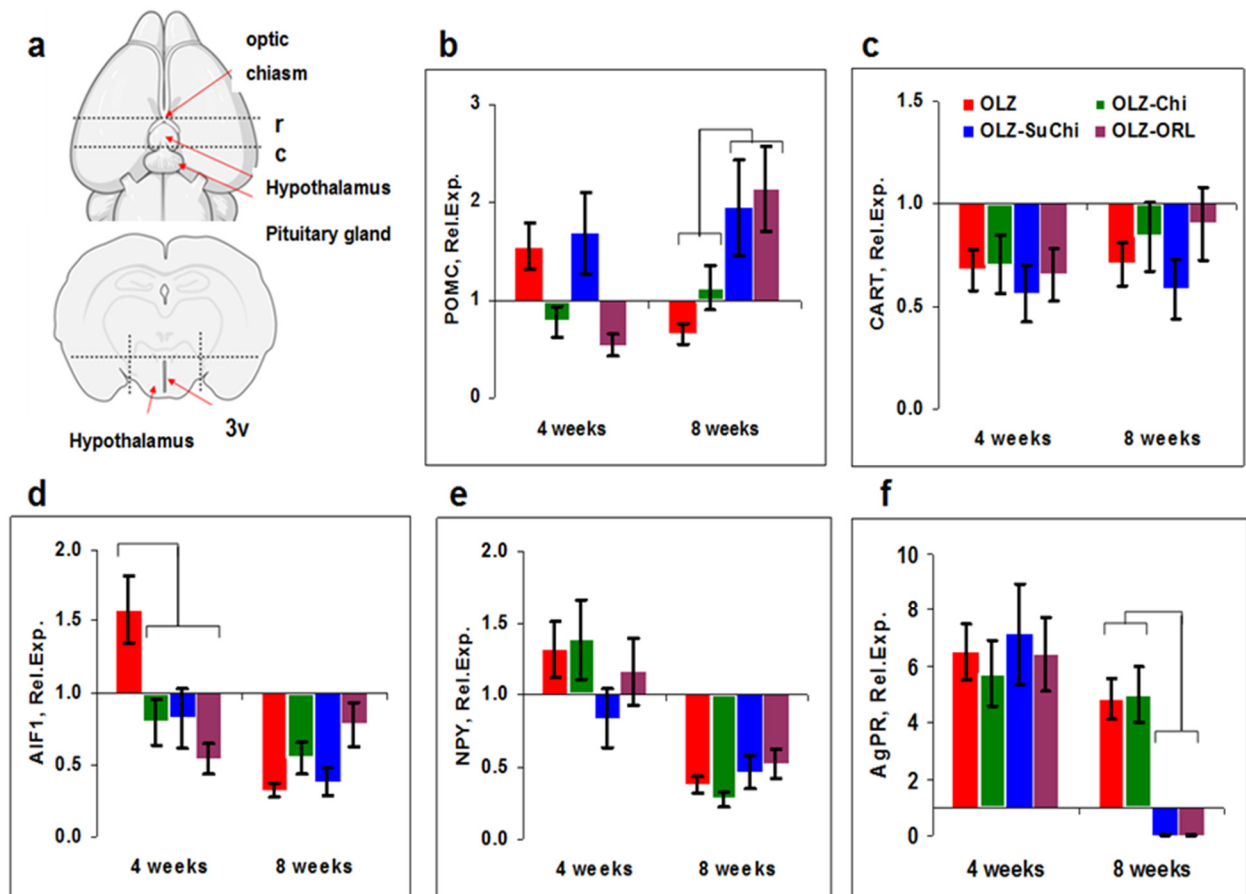 a
optic
chiasm
r
c
Hypothalamus
Pituitary gland
Hypothalamus
3v
b
POMC, Rel.Exp.
3
2
1
0
4 weeks
8 weeks
c
CART, Rel.Exp.
1.5
1.0
0.5
0.0
OLZ
OLZ-Chi
OLZ-SuChi
OLZ-ORL
4 weeks
8 weeks
d
AIF1, Rel.Exp.
2.0
1.5
1.0
0.5
0.0
4 weeks
8 weeks
e
NPY, Rel.Exp.
2.0
1.5
1.0
0.5
0.0
4 weeks
8 weeks
f
AgPR, Rel.Exp.
10
8
6
4
2
0
4 weeks
8 weeks